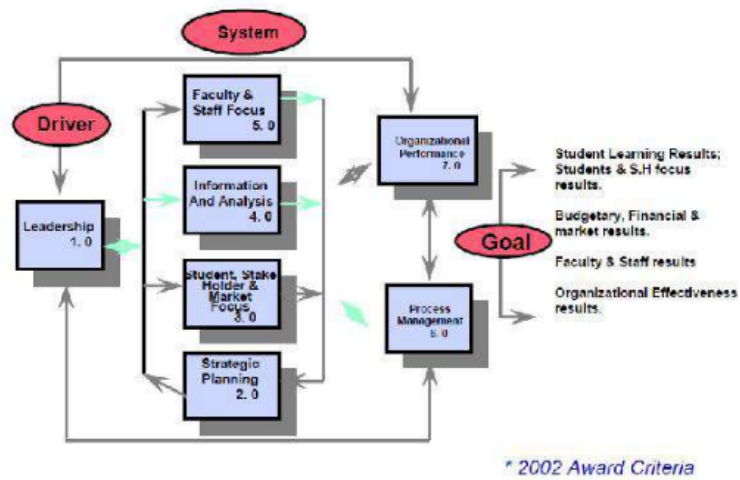 System
Driver
Faculty &
Staff Focus
5. 0
Organizational
Performance
7. 0
Information
And Analysis
4. 0
Leadership
1. 0
Student, Stake
Holder &
Market
Focus
3. 0
Process
Management
6. 0
Strategic
Planning
2. 0
Goal
Student Learning Results;
Students & S.H focus
results.
Budgetary, Financial &
market results.
Faculty & Staff results
Organizational Effectiveness
results.
* 2002 Award Criteria